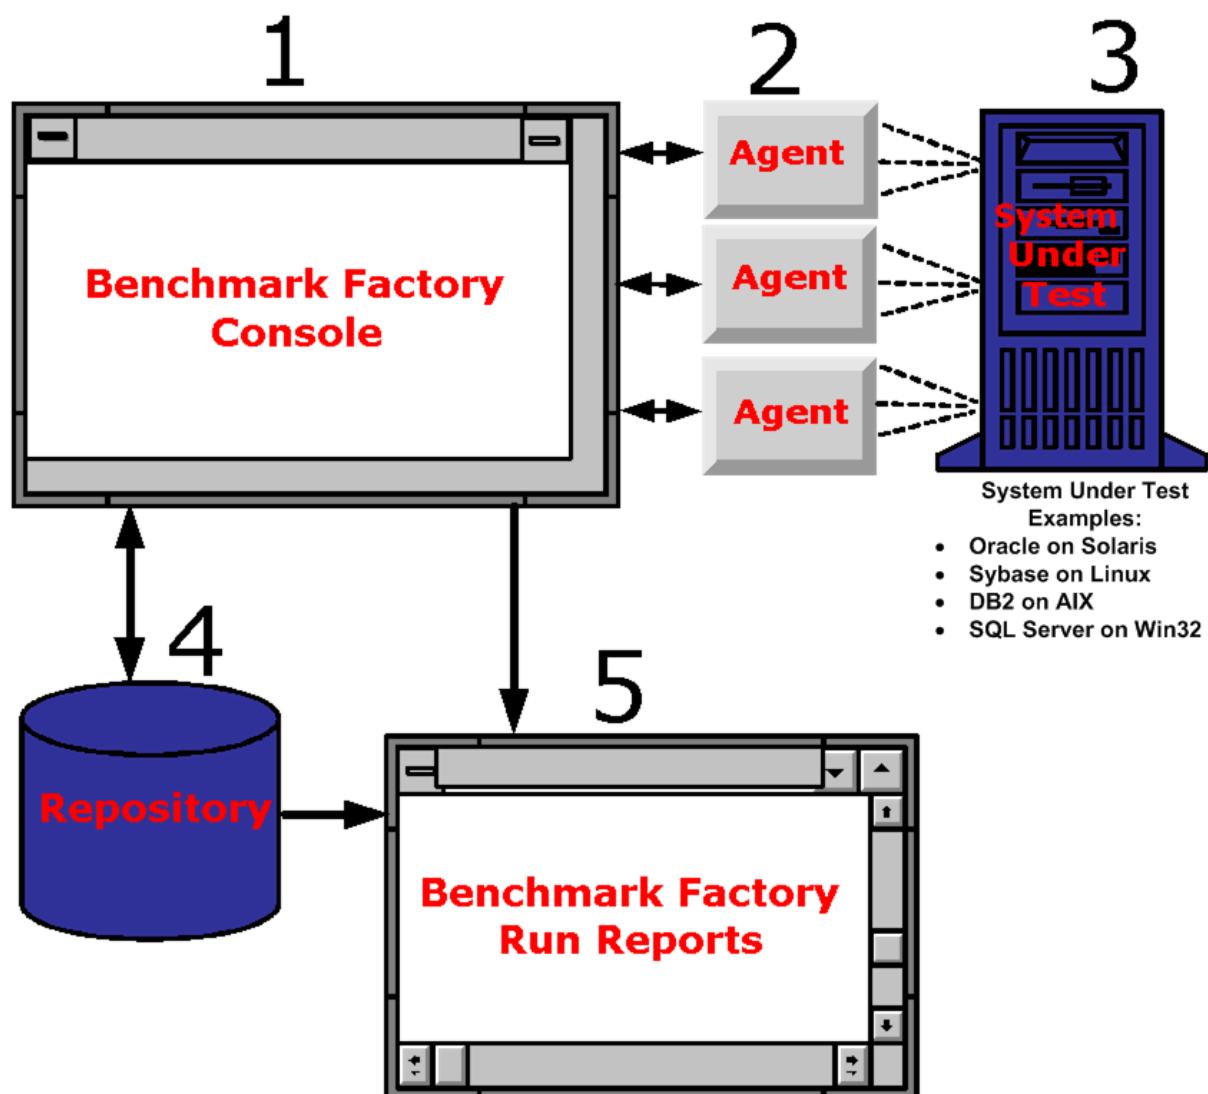 1
2
3
Benchmark Factory
Console
Agent
Agent
Agent
System
Under
Test
System Under Test
Examples:
• Oracle on Solaris
• Sybase on Linux
• DB2 on AIX
• SQL Server on Win32
4
Repository
5
Benchmark Factory
Run Reports